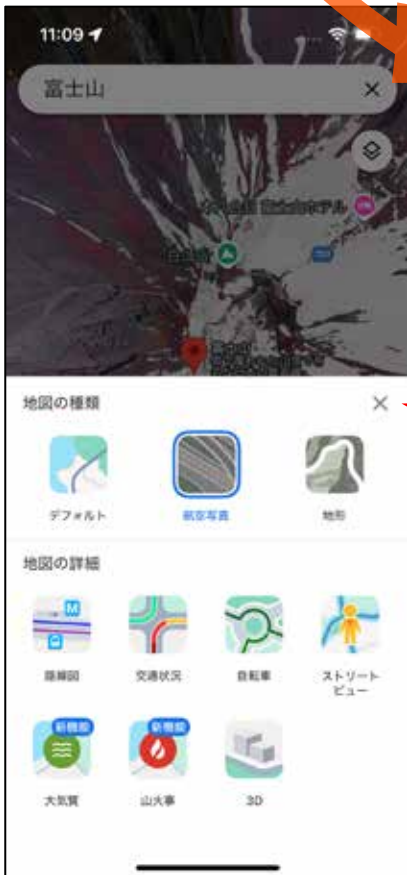 11:09
富士山
地図の種類
デフォルト
航空写真
地形
地図の詳細
路線図
交通状況
自転車
ストリート
ビュー
新機能
新機能
大気質
山火事
3D